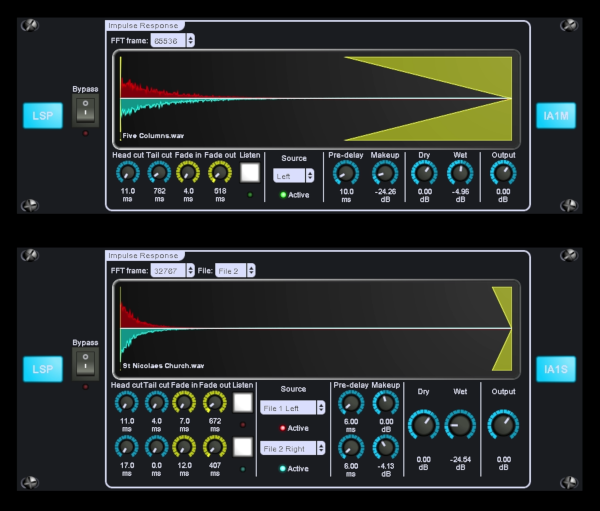 Impulse Response
FFT frame: 65536
Bypass
LSP
IA1M
Five Columns.wav
Head cut Tail cut Fade in Fade out Listen Source Pre-delay Makeup Dry Wet Output
Left
11.0 782 4.0 518 Active 10.0 -24.26 0.00 -4.96 0.00
ms ms ms ms ms dB dB dB dB
Impulse Response
FFT frame: 32767 File: File 2
Bypass
LSP
IA1S
St Nicolaes Church.wav
Head cut Tail cut Fade in Fade out Listen Source Pre-delay Makeup Dry Wet Output
File 1 Left
11.0 4.0 7.0 672 Active 6.00 0.00
ms ms ms ms ms dB
File 2 Right
0.00 -24.54 0.00
dB dB dB
17.0 0.0 12.0 407 Active 6.00 -4.13
ms ms ms ms ms dB